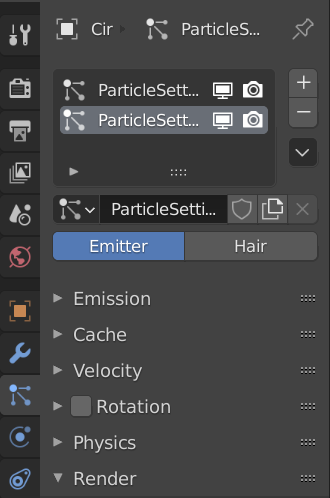 Cir ParticleS...
ParticleSett...
ParticleSett...
ParticleSetti...
Emitter Hair
Emission
Cache
Velocity
Rotation
Physics
Render